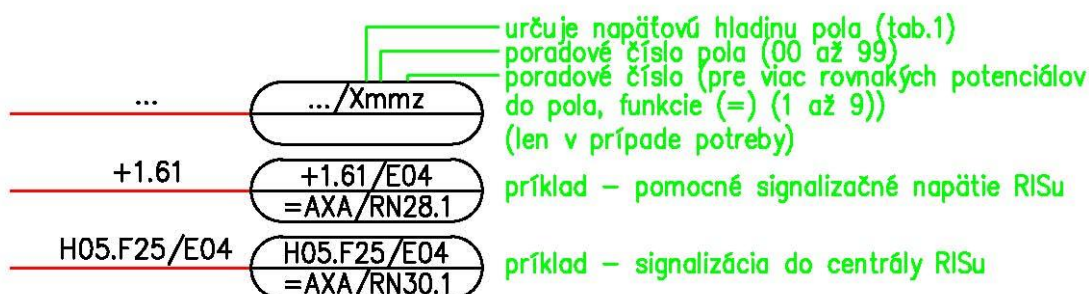 určuje napäťovú hladinu pola (tab.1)
poradové číslo pola (00 až 99)
poradové číslo (pre viac rovnakých potenciálov
do pola, funkcie (=) (1 až 9))
(len v prípade potreby)
...
.../Xmmz
+1.61
+1.61/E04
=AXA/RN28.1
príklad – pomocné signalizačné napätie RISu
H05.F25/E04
H05.F25/E04
=AXA/RN30.1
príklad – signalizácia do centrály RISu